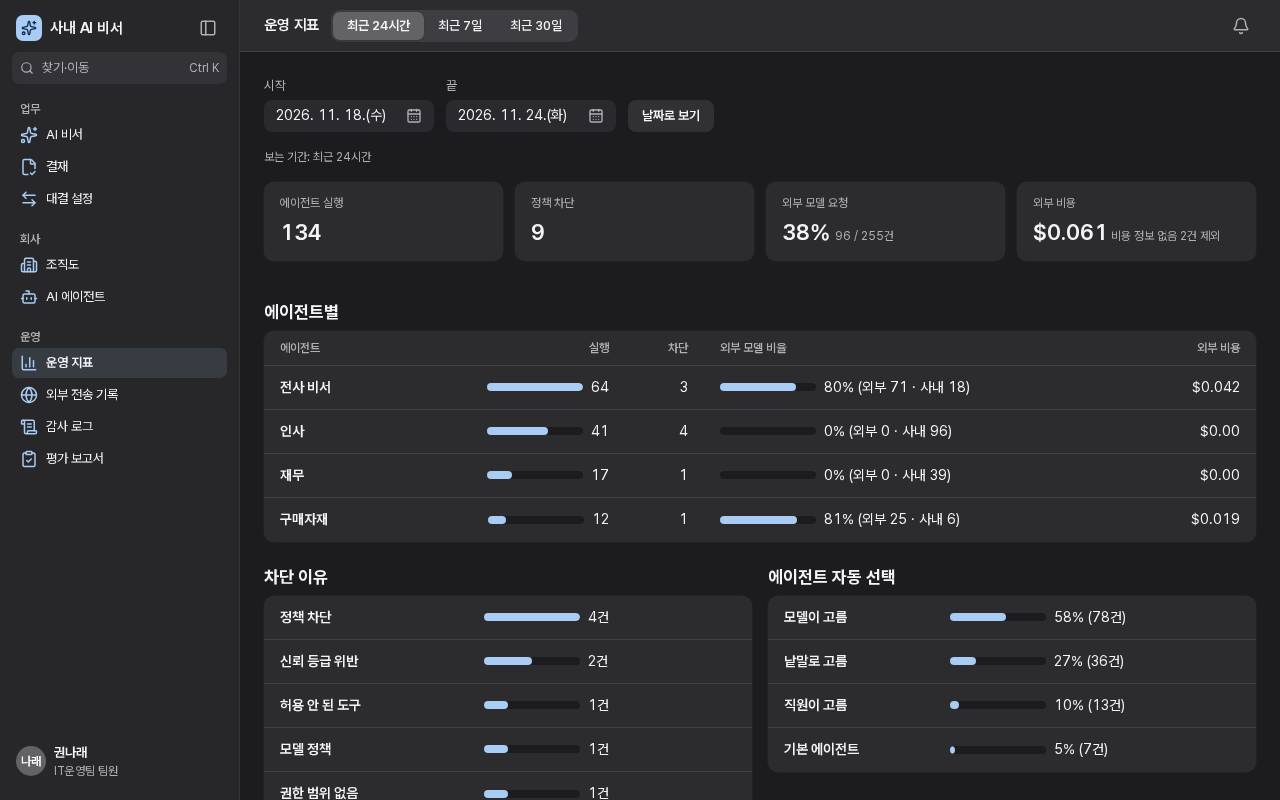 사내 AI 비서
찾기·이동 Ctrl K
업무
AI 비서
결재
대결 설정
회사
조직도
AI 에이전트
운영
운영 지표
외부 전송 기록
감사 로그
평가 보고서
나래
권나래
IT운영팀 팀원
운영 지표 최근 24시간 최근 7일 최근 30일
시작 끝
2026. 11. 18.(수) 2026. 11. 24.(화) 날짜로 보기
보는 기간: 최근 24시간
에이전트 실행
134
정책 차단
9
외부 모델 요청
38% 96 / 255건
외부 비용
$0.061 비용 정보 없음 2건 제외
에이전트별
에이전트 실행 차단 외부 모델 비율 외부 비용
전사 비서 64 3 80% (외부 71 · 사내 18) $0.042
인사 41 4 0% (외부 0 · 사내 96) $0.00
재무 17 1 0% (외부 0 · 사내 39) $0.00
구매자재 12 1 81% (외부 25 · 사내 6) $0.019
차단 이유
정책 차단 4건
신뢰 등급 위반 2건
허용 안 된 도구 1건
모델 정책 1건
권한 범위 없음 1건
에이전트 자동 선택
모델이 고름 58% (78건)
낱말로 고름 27% (36건)
직원이 고름 10% (13건)
기본 에이전트 5% (7건)